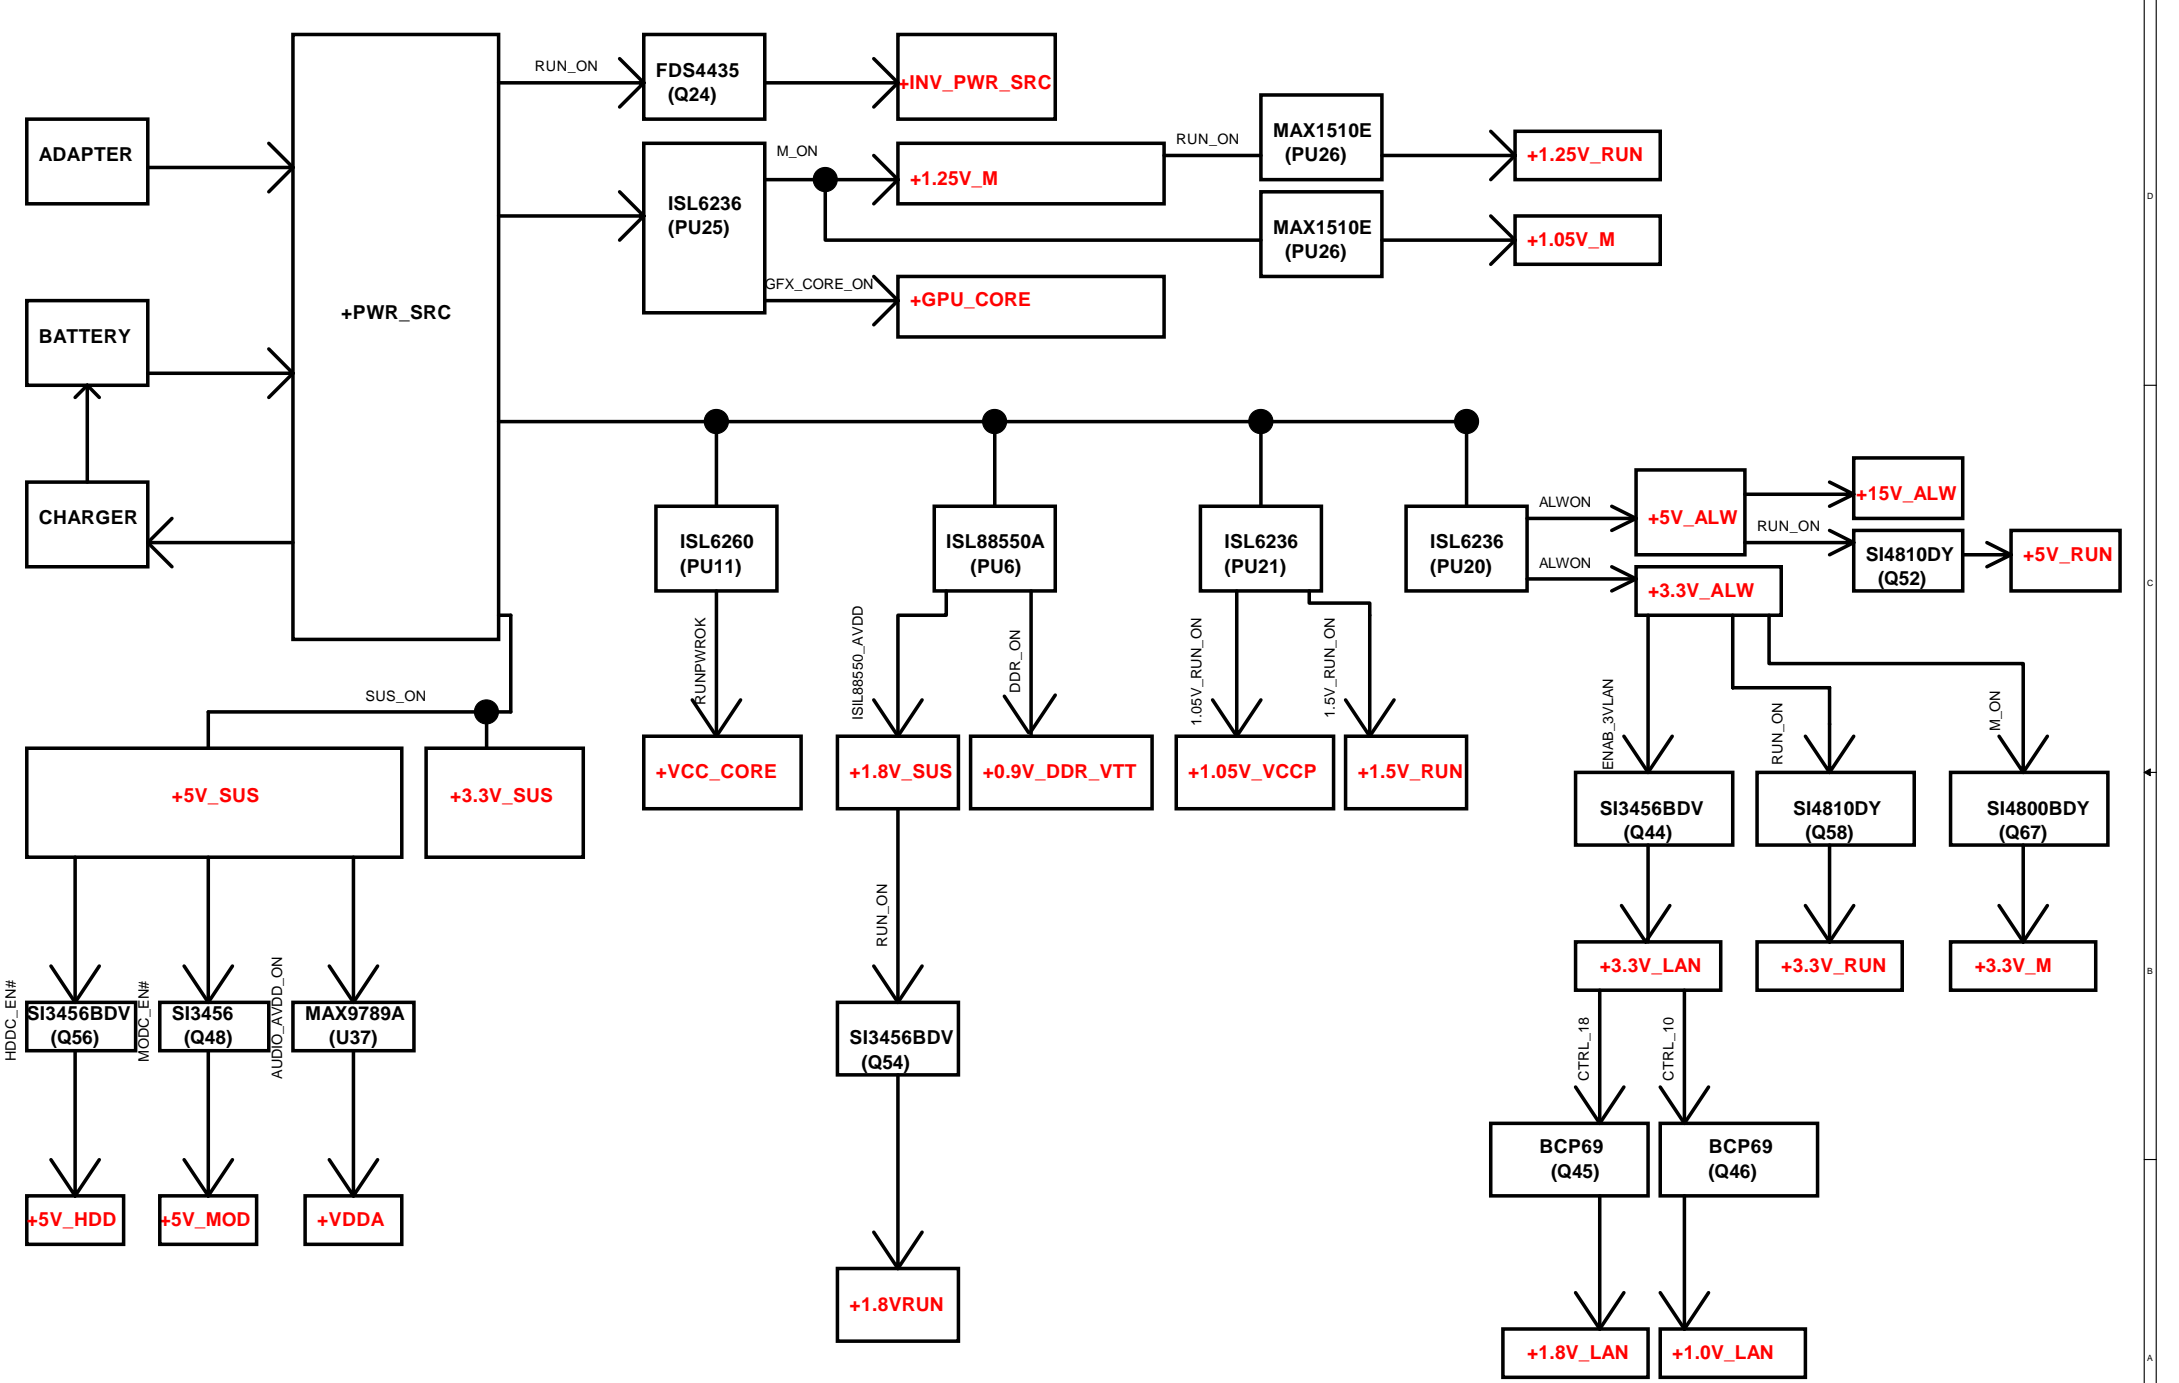 RUN_ON
FDS4435
(Q24)
+INV_PWR_SRC
ADAPTER
M_ON
ISL6236
(PU25)
+1.25V_M
RUN_ON
MAX1510E
(PU26)
+1.25V_RUN
MAX1510E
(PU26)
+1.05V_M
GFX_CORE_ON
+GPU_CORE
BATTERY
+PWR_SRC
CHARGER
ISL6260
(PU11)
ISL88550A
(PU6)
ISL6236
(PU21)
ISL6236
(PU20)
ALWON
+5V_ALW
+15V_ALW
RUN_ON
SI4810DY
(Q52)
+5V_RUN
ALWON
+3.3V_ALW
SUS_ON
RUNPWROK
ISIL88550_AVDD
DDR_ON
1.05V_RUN_ON
1.5V_RUN_ON
ENAB_3VLAN
RUN_ON
M_ON
+5V_SUS
+3.3V_SUS
+VCC_CORE
+1.8V_SUS
+0.9V_DDR_VTT
+1.05V_VCCP
+1.5V_RUN
SI3456BDV
(Q44)
SI4810DY
(Q58)
SI4800BDY
(Q67)
RUN_ON
+3.3V_LAN
+3.3V_RUN
+3.3V_M
HDDC_EN#
SI3456BDV
(Q56)
MODC_EN#
SI3456
(Q48)
AUDIO_AVDD_ON
MAX9789A
(U37)
SI3456BDV
(Q54)
CTRL_18
CTRL_10
BCP69
(Q45)
BCP69
(Q46)
+5V_HDD
+5V_MOD
+VDDA
+1.8VRUN
+1.8V_LAN
+1.0V_LAN
D
C
B
A